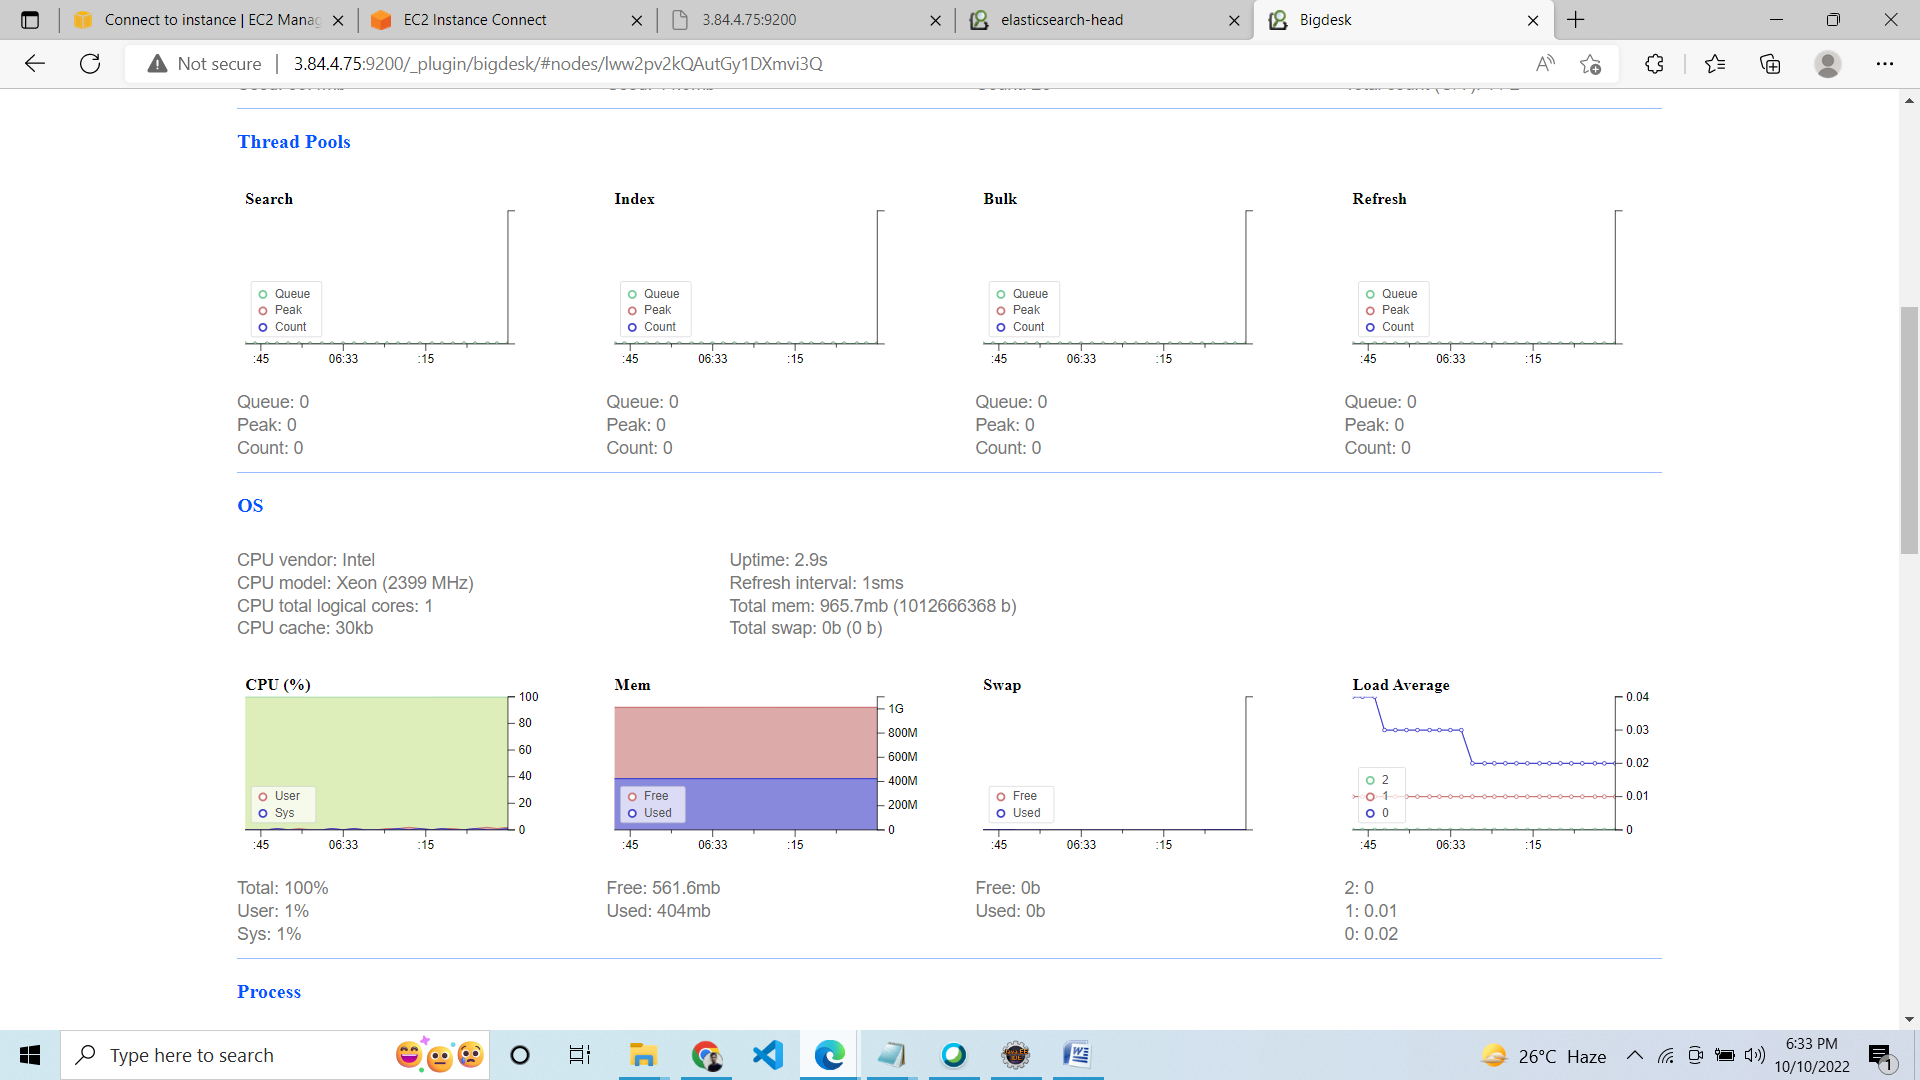 Connect to instance | EC2 Manag
EC2 Instance Connect
3.84.4.75:9200
elasticsearch-head
Bigdesk
Not secure
3.84.4.75:9200/_plugin/bigdesk/#nodes/lww2pv2kQAutGy1DXmvi3Q
Thread Pools
Search
Queue
Peak
Count
:45 06:33 :15
Queue: 0
Peak: 0
Count: 0
Index
Queue
Peak
Count
:45 06:33 :15
Queue: 0
Peak: 0
Count: 0
Bulk
Queue
Peak
Count
:45 06:33 :15
Queue: 0
Peak: 0
Count: 0
Refresh
Queue
Peak
Count
:45 06:33 :15
Queue: 0
Peak: 0
Count: 0
OS
CPU vendor: Intel
CPU model: Xeon (2399 MHz)
CPU total logical cores: 1
CPU cache: 30kb
Uptime: 2.9s
Refresh interval: 1sms
Total mem: 965.7mb (1012666368 b)
Total swap: 0b (0 b)
CPU (%)
100
80
60
40
20
0
User
Sys
:45 06:33 :15
Total: 100%
User: 1%
Sys: 1%
Mem
1G
800M
600M
400M
200M
0
Free
Used
:45 06:33 :15
Free: 561.6mb
Used: 404mb
Swap
Free
Used
:45 06:33 :15
Free: 0b
Used: 0b
Load Average
0.04
0.03
0.02
0.01
0
2
1
0
:45 06:33 :15
2: 0
1: 0.01
0: 0.02
Process
Type here to search
26°C Haze
6:33 PM
10/10/2022
1